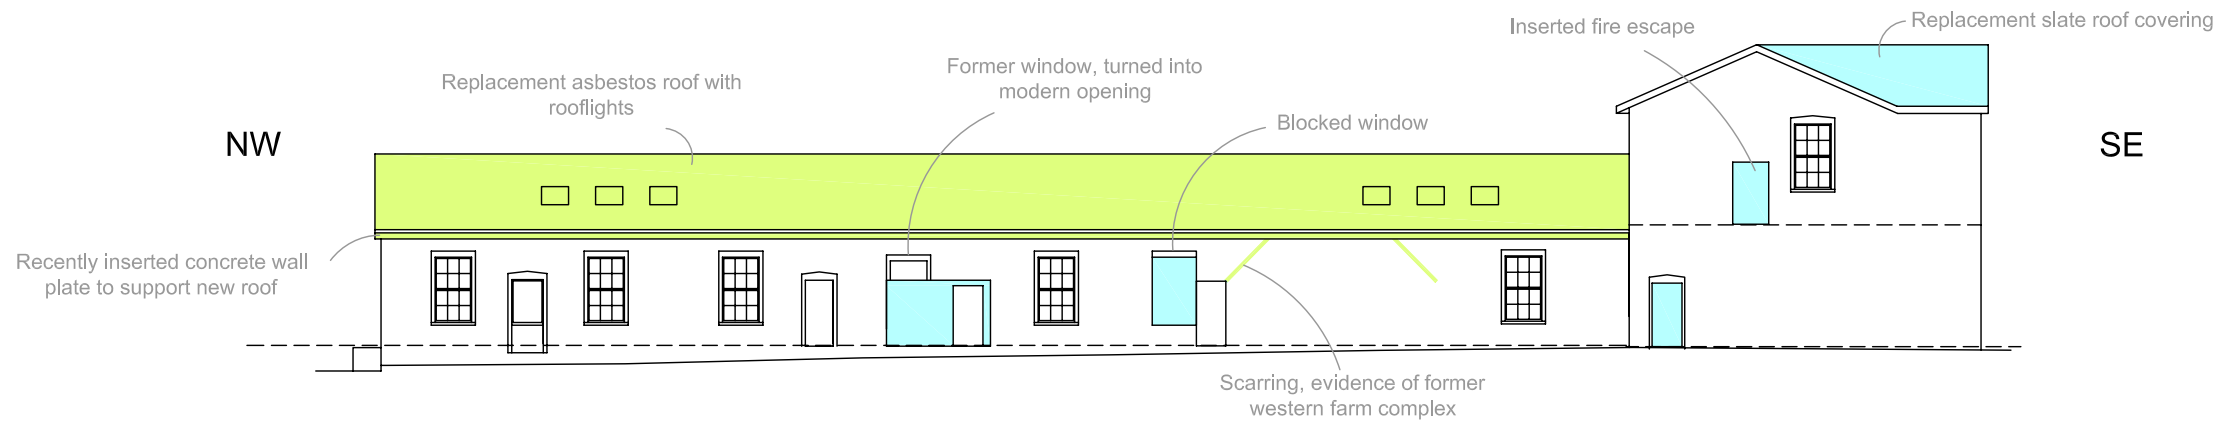 Replacement slate roof covering
Inserted fire escape
Former window, turned into
modern opening
Replacement asbestos roof with
rooflights
Blocked window
NW
SE
Recently inserted concrete wall
plate to support new roof
Scarring, evidence of former
western farm complex